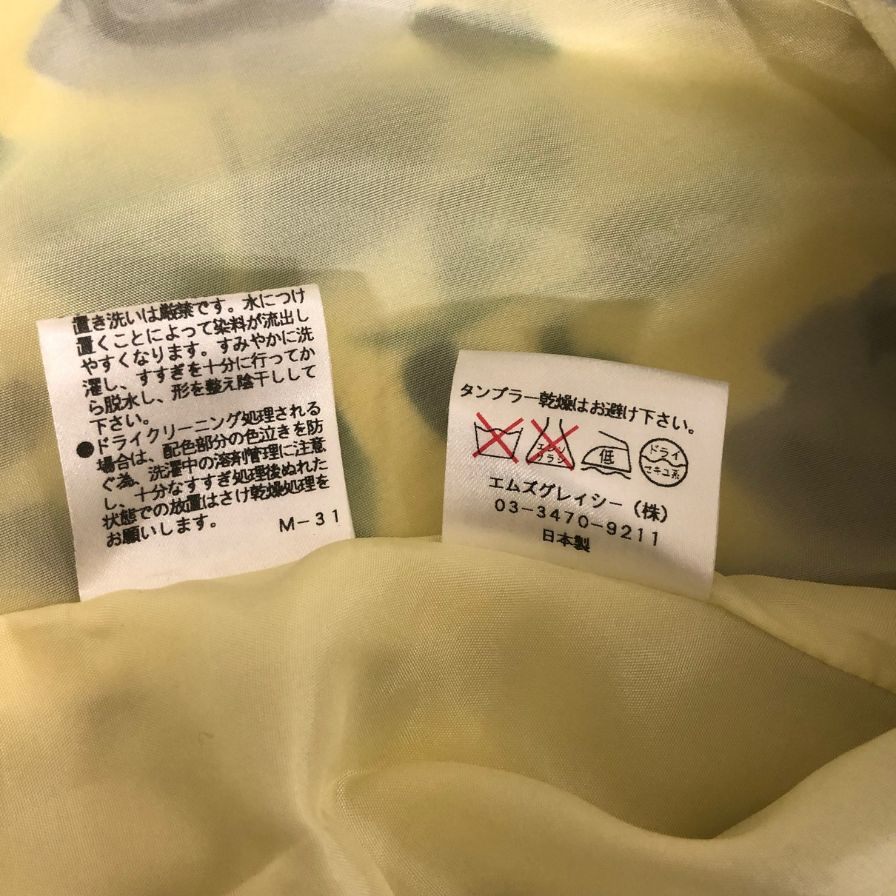 置き洗いは厳禁です。水につけ
置くことによって染料が流出し
やすくなります。すみやかに洗
濯し、すすぎを十分に行ってか
ら脱水し、形を整え陰干しして
下さい。
●ドライクリーニング処理される
場合は、配色部分の色泣きを防
ぐ為、洗濯中の溶剤管理に注意
し、十分なすすぎ処理後ぬれた
状態での放置はさけ乾燥処理を
お願いします。
M-31
タンブラー乾燥はお避け下さい。
エンソ
サラシ
低
ドライ
セキユ系
エムズグレイシー(株)
03-3470-9211
日本製